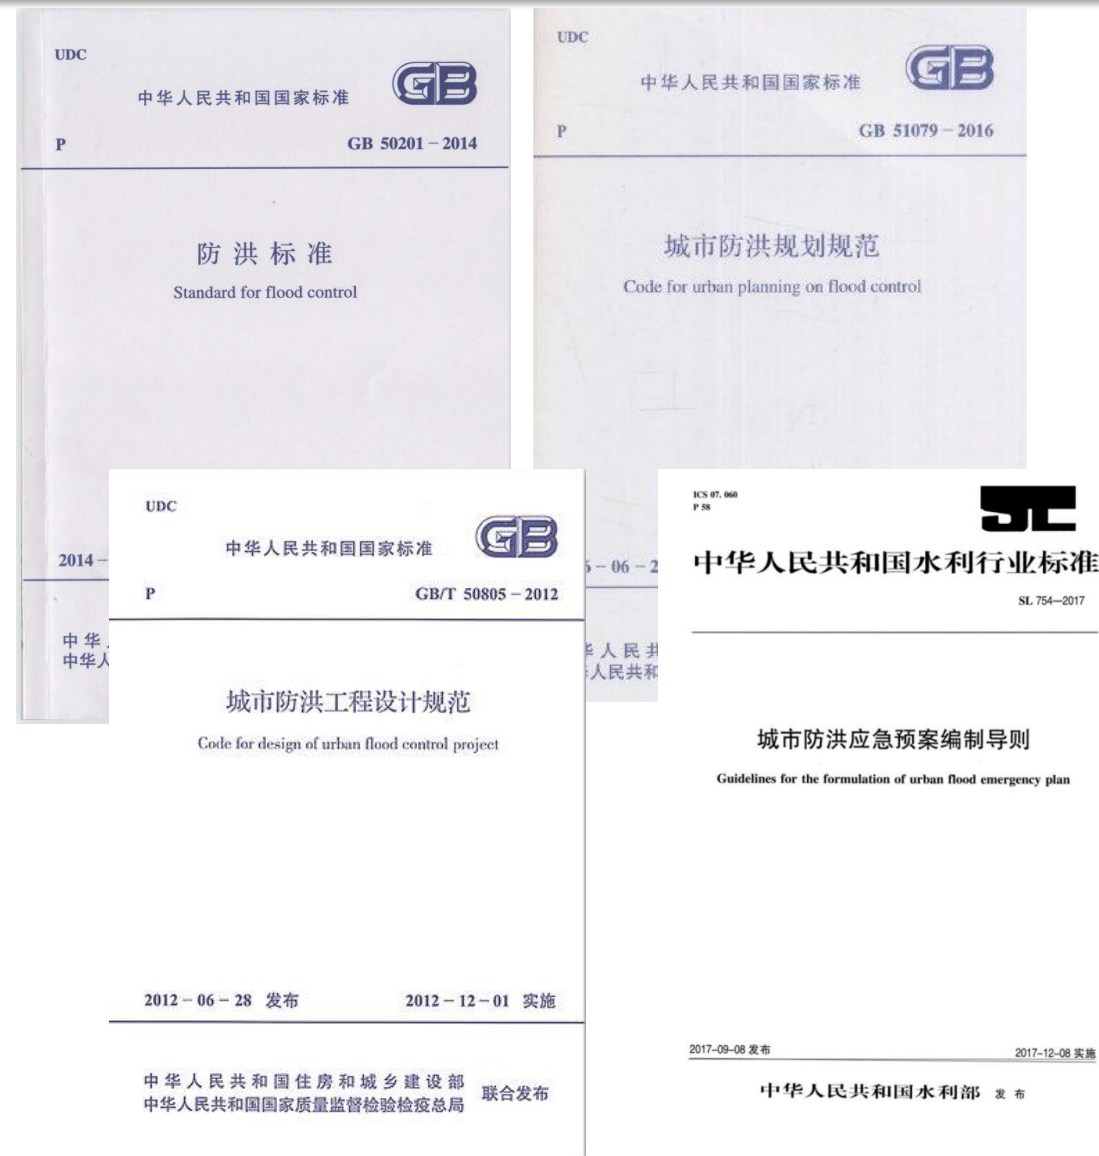 UDC
GB
中华人民共和国国家标准
P
GB 50201－2014
防洪标准
Standard for flood control
2014－
中华
中华人
UDC
GB
中华人民共和国国家标准
P
GB 51079－2016
城市防洪规划规范
Code for urban planning on flood control
－06－2
人民共
人民共和
UDC
GB
中华人民共和国国家标准
P
GB/T 50805－2012
城市防洪工程设计规范
Code for design of urban flood control project
2012－06－28 发布
2012－12－01 实施
中华人民共和国住房和城乡建设部
中华人民共和国国家质量监督检验检疫总局
联合发布
ICS 07.060
P 58
中华人民共和国水利行业标准
SL 754—2017
城市防洪应急预案编制导则
Guidelines for the formulation of urban flood emergency plan
2017-09-08 发布
2017-12-08 实施
中华人民共和国水利部 发布